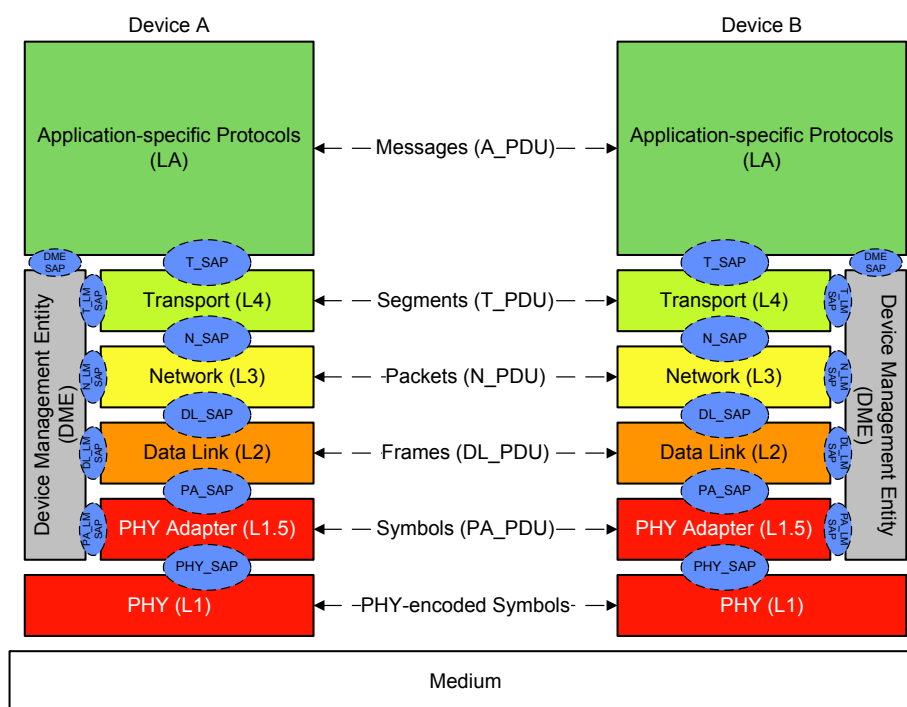 Device A
Device B
Application-specific Protocols
(LA)
Messages (A_PDU)
Application-specific Protocols
(LA)
DME
SAP
T_SAP
T_SAP
DME
SAP
Device Management Entity
(DME)
T_LM
SAP
Transport (L4)
Segments (T_PDU)
Transport (L4)
T_LM
SAP
Device Management Entity
(DME)
N_SAP
N_SAP
N_LM
SAP
Network (L3)
Packets (N_PDU)
Network (L3)
N_LM
SAP
DL_SAP
DL_SAP
DL_LM
SAP
Data Link (L2)
Frames (DL_PDU)
Data Link (L2)
DL_LM
SAP
PA_SAP
PA_SAP
PA_LM
SAP
PHY Adapter (L1.5)
Symbols (PA_PDU)
PHY Adapter (L1.5)
PA_LM
SAP
PHY_SAP
PHY_SAP
PHY (L1)
PHY-encoded Symbols
PHY (L1)
Medium